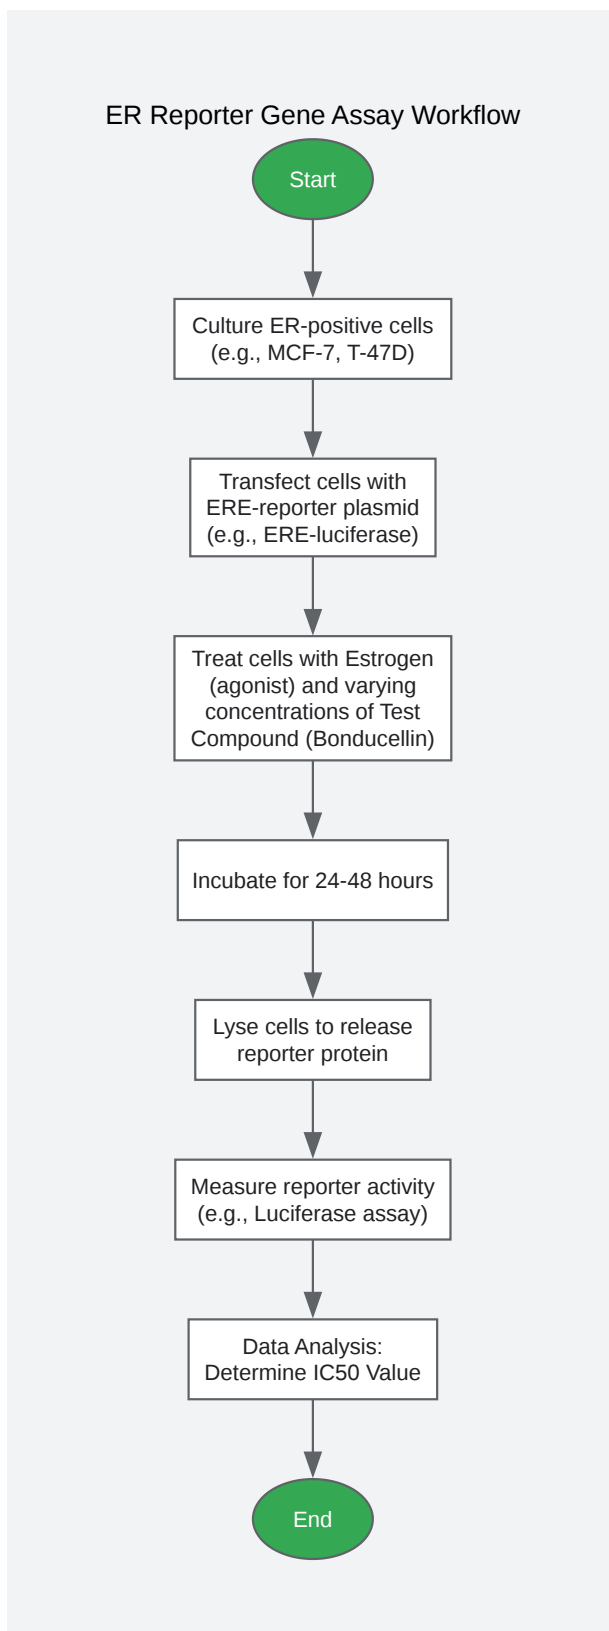 ER Reporter Gene Assay Workflow
Start
Culture ER-positive cells
(e.g., MCF-7, T-47D)
Transfect cells with
ERE-reporter plasmid
(e.g., ERE-luciferase)
Treat cells with Estrogen
(agonist) and varying
concentrations of Test
Compound (Bonducellin)
Incubate for 24-48 hours
Lyse cells to release
reporter protein
Measure reporter activity
(e.g., Luciferase assay)
Data Analysis:
Determine IC50 Value
End